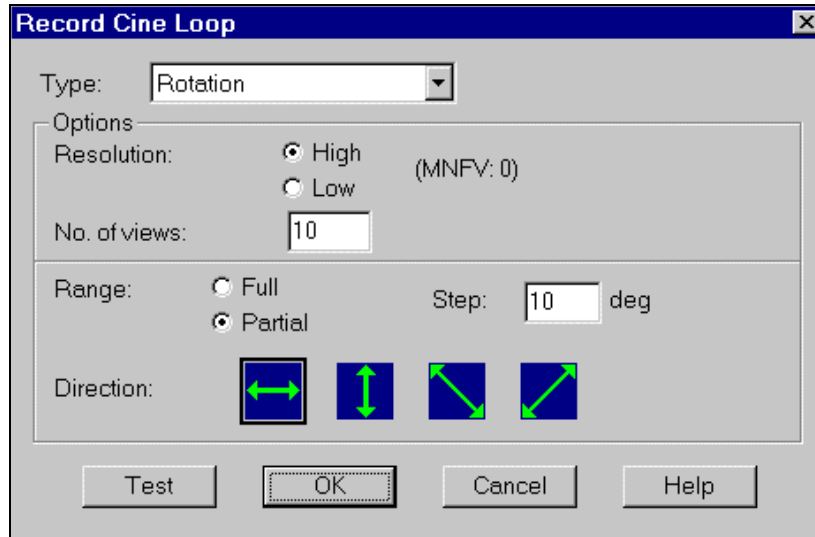 Record Cine Loop
Type: Rotation
Options
Resolution: High (MNFV: 0)
Low
No. of views: 10
Range: Full
Partial
Step: 10 deg
Direction:
Test OK Cancel Help